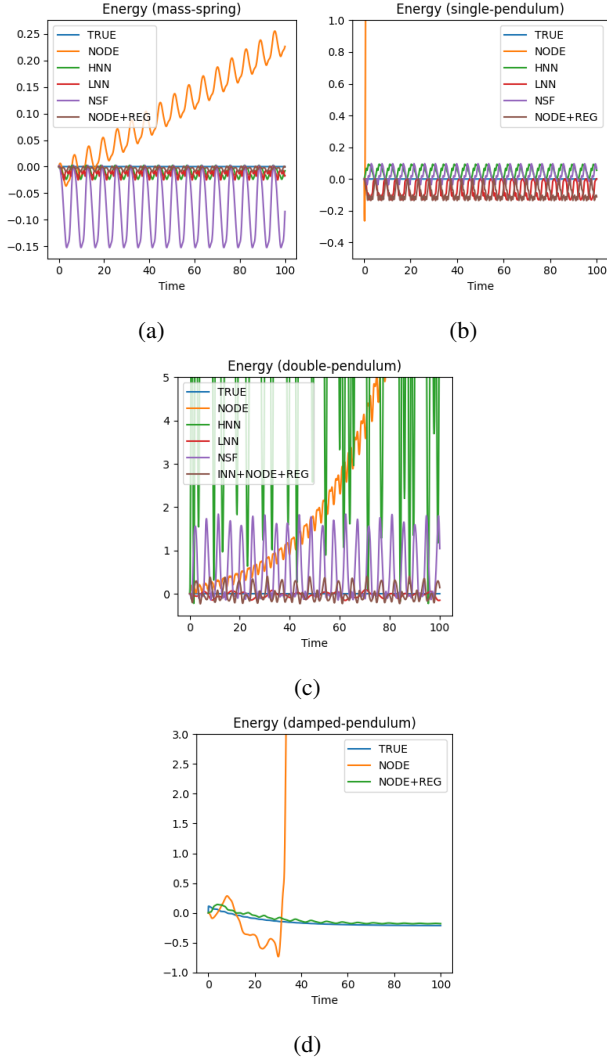 Energy (mass-spring)
0.25
0.20
0.15
0.10
0.05
0.00
−0.05
−0.10
−0.15
TRUE
NODE
HNN
LNN
NSF
NODE+REG
0 20 40 60 80 100
Time
(a)
Energy (single-pendulum)
1.0
0.8
0.6
0.4
0.2
0.0
−0.2
−0.4
TRUE
NODE
HNN
LNN
NSF
NODE+REG
0 20 40 60 80 100
Time
(b)
Energy (double-pendulum)
5
4
3
2
1
0
TRUE
NODE
HNN
LNN
NSF
INN+NODE+REG
0 20 40 60 80 100
Time
(c)
Energy (damped-pendulum)
3.0
2.5
2.0
1.5
1.0
0.5
0.0
−0.5
−1.0
TRUE
NODE
NODE+REG
0 20 40 60 80 100
Time
(d)